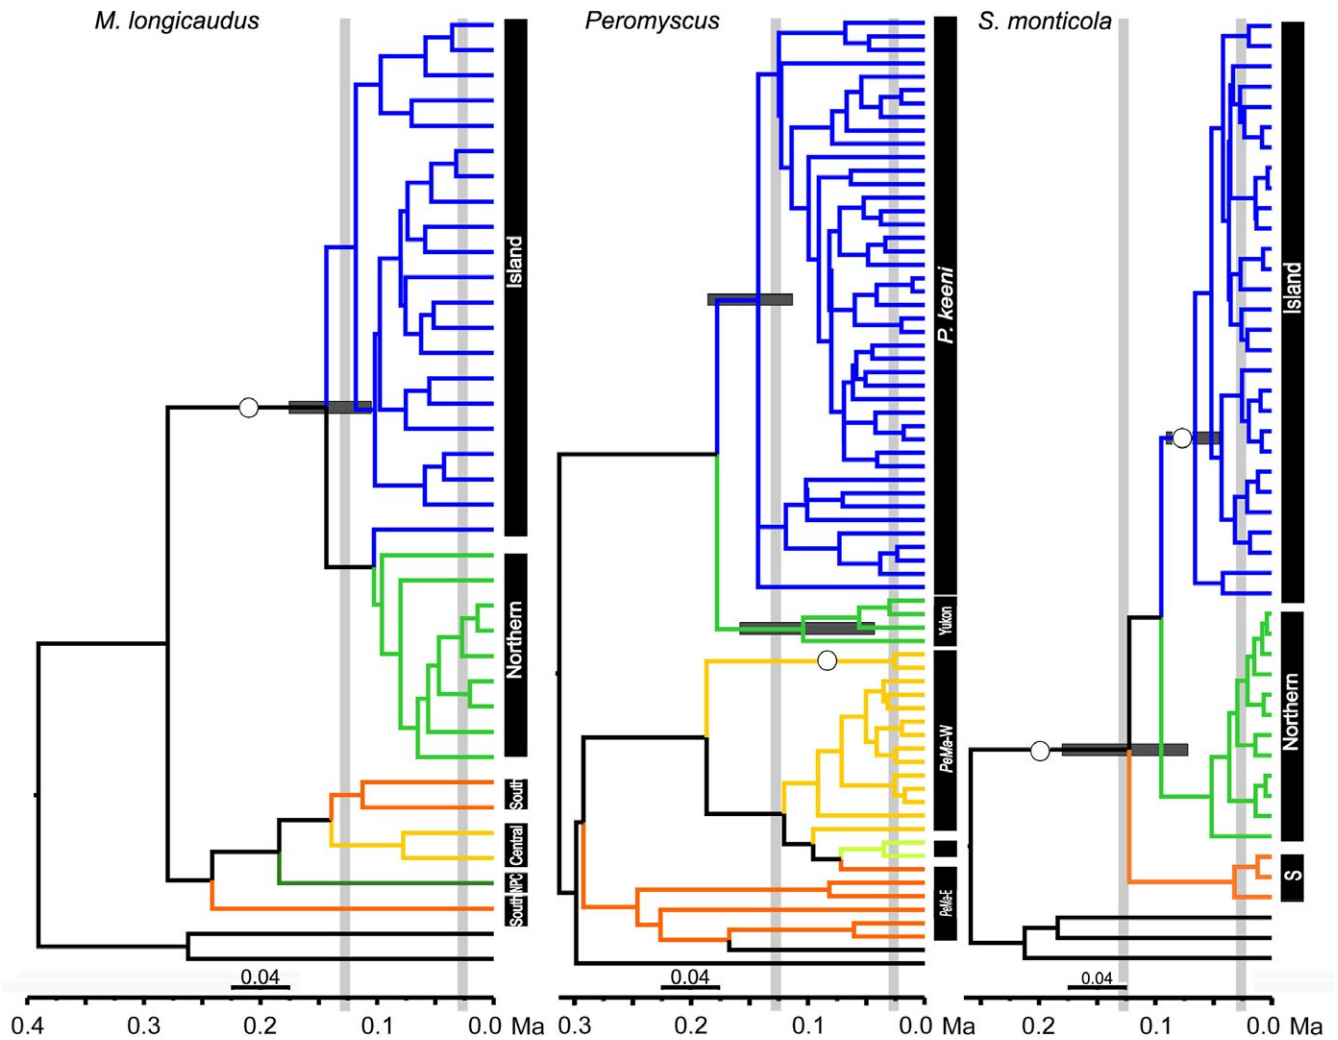 M. longicaudus
Peromyscus
S. monticola
Island
Northern
South
Central
NPC
South
P. keeni
Yukon
PeMa-W
PeMa-E
Island
Northern
S
0.04
0.04
0.04
0.4 0.3 0.2 0.1 0.0 Ma
0.3 0.2 0.1 0.0 Ma
0.2 0.1 0.0 Ma